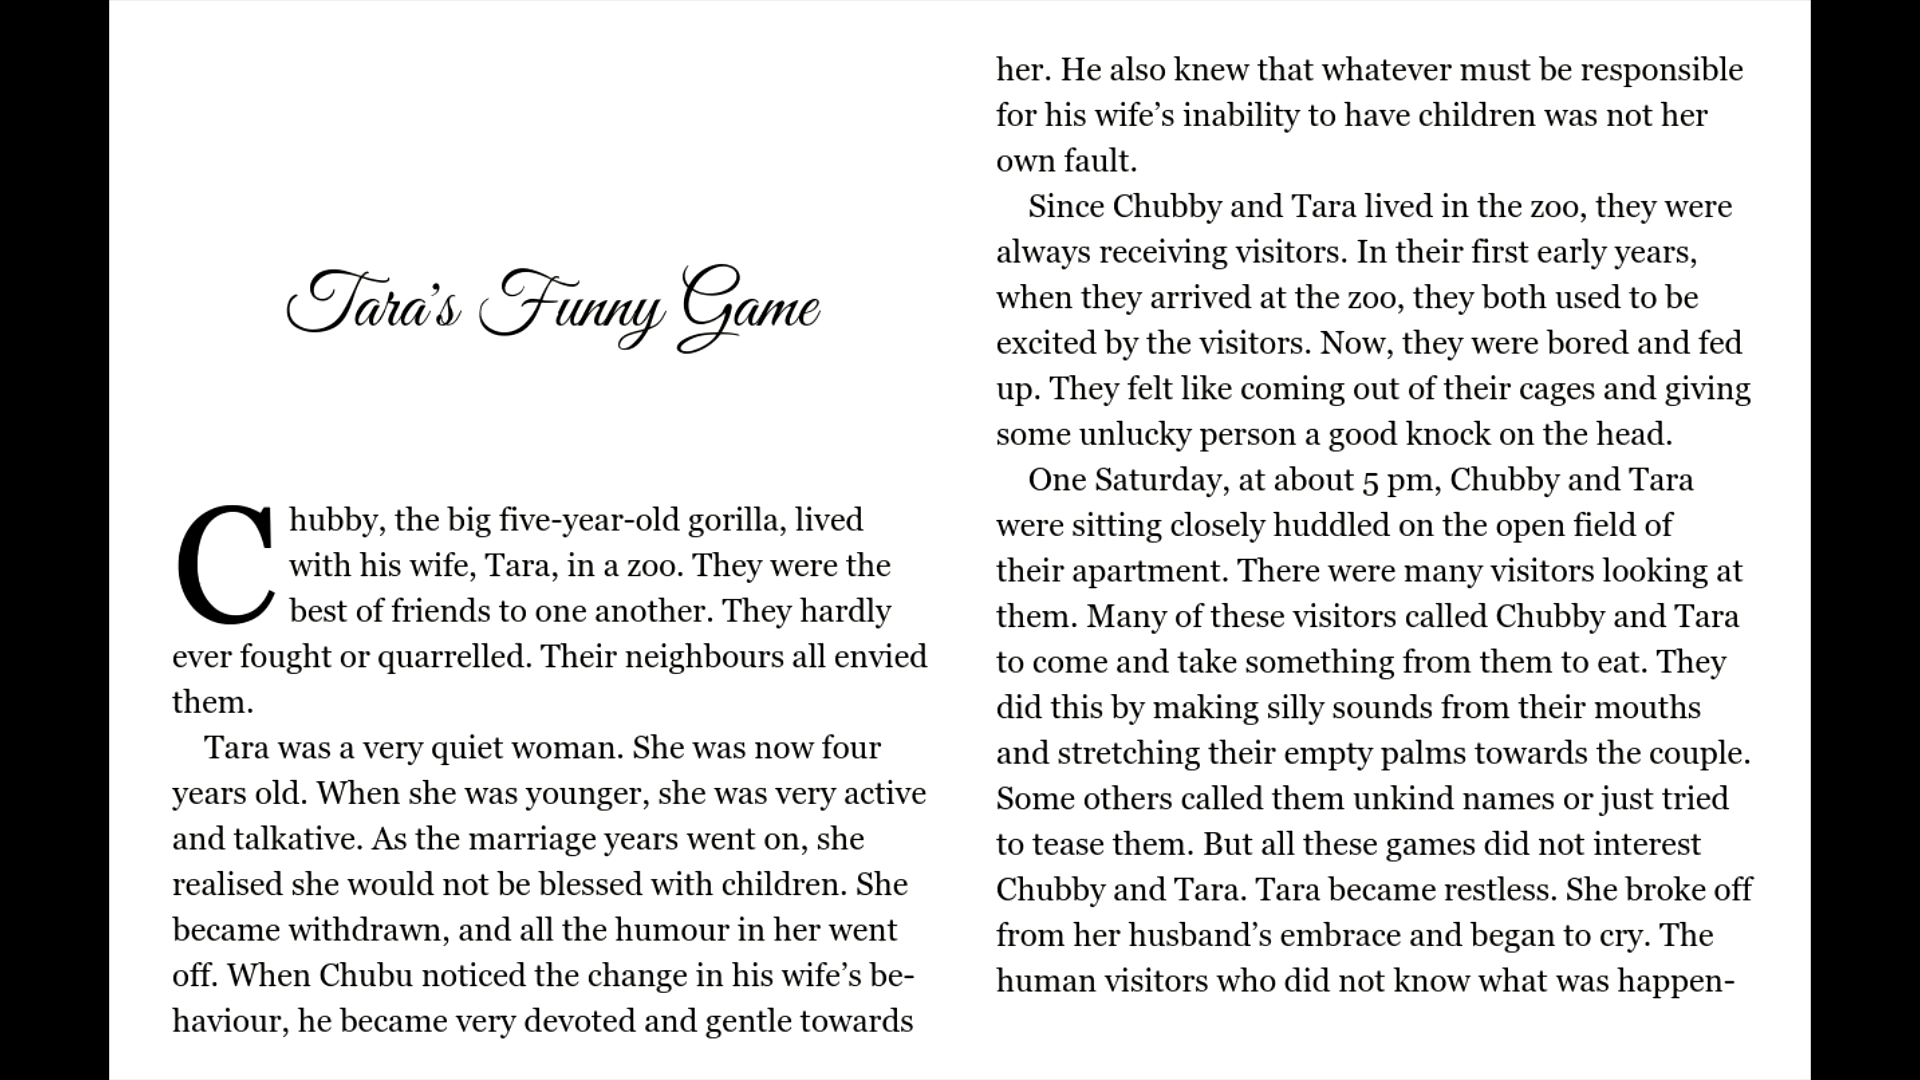 Tara’s Funny Game
Chubby, the big five-year-old gorilla, lived
with his wife, Tara, in a zoo. They were the
best of friends to one another. They hardly
ever fought or quarrelled. Their neighbours all envied
them.
Tara was a very quiet woman. She was now four
years old. When she was younger, she was very active
and talkative. As the marriage years went on, she
realised she would not be blessed with children. She
became withdrawn, and all the humour in her went
off. When Chubu noticed the change in his wife’s be-
haviour, he became very devoted and gentle towards
her. He also knew that whatever must be responsible
for his wife’s inability to have children was not her
own fault.
Since Chubby and Tara lived in the zoo, they were
always receiving visitors. In their first early years,
when they arrived at the zoo, they both used to be
excited by the visitors. Now, they were bored and fed
up. They felt like coming out of their cages and giving
some unlucky person a good knock on the head.
One Saturday, at about 5 pm, Chubby and Tara
were sitting closely huddled on the open field of
their apartment. There were many visitors looking at
them. Many of these visitors called Chubby and Tara
to come and take something from them to eat. They
did this by making silly sounds from their mouths
and stretching their empty palms towards the couple.
Some others called them unkind names or just tried
to tease them. But all these games did not interest
Chubby and Tara. Tara became restless. She broke off
from her husband’s embrace and began to cry. The
human visitors who did not know what was happen-